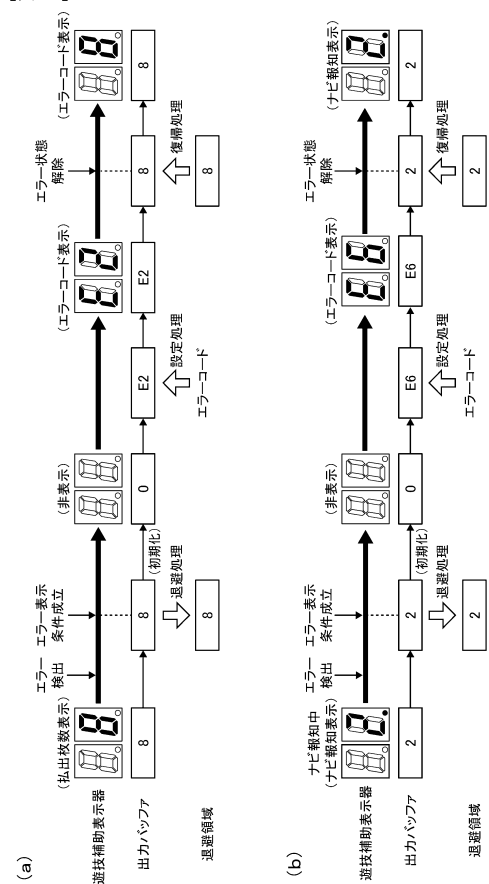 (a)
(払出枚数表示)
エラー
検出
エラー表示
条件成立
(非表示)
(エラーコード表示)
エラー状態
解除
(エラーコード表示)
遊技補助表示器
出力バッファ
8
8
(初期化)
0
E2
E2
8
8
退避処理
設定処理
復帰処理
退避領域
8
エラーコード
8
(b)
ナビ報知中
(ナビ報知表示)
エラー
検出
エラー表示
条件成立
(非表示)
(エラーコード表示)
エラー状態
解除
(ナビ報知表示)
遊技補助表示器
出力バッファ
2
2
(初期化)
0
E6
E6
2
2
退避処理
設定処理
復帰処理
退避領域
2
エラーコード
2